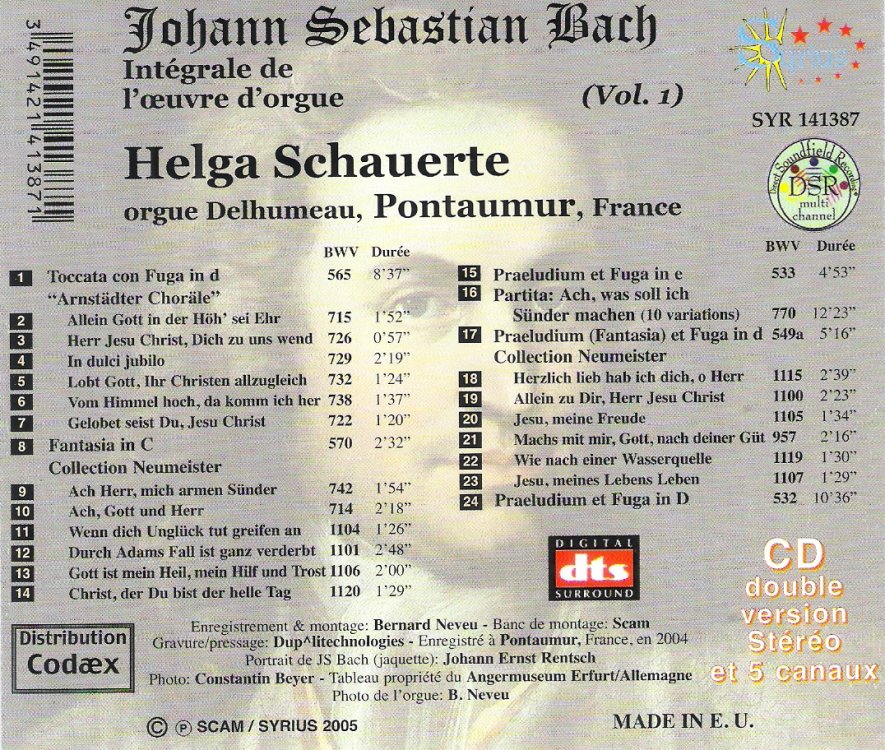 Johann Sebastian Bach
Intégrale de
l'œuvre d'orgue
(Vol. 1)
Syrius
SYR 141387
3 491421 413871
Helga Schauerte
orgue Delhumeau, Pontaumur, France
Direct Soundfield Recording
DSR
multi
channel
BWV Durée
1 Toccata con Fuga in d 565 8'37"
"Arnstädter Choräle"
2 Allein Gott in der Höh' sei Ehr 715 1'52"
3 Herr Jesu Christ, Dich zu uns wend 726 0'57"
4 In dulci jubilo 729 2'19"
5 Lobt Gott, Ihr Christen allzugleich 732 1'24"
6 Vom Himmel hoch, da komm ich her 738 1'37"
7 Gelobet seist Du, Jesu Christ 722 1'20"
8 Fantasia in C 570 2'32"
Collection Neumeister
9 Ach Herr, mich armen Sünder 742 1'54"
10 Ach, Gott und Herr 714 2'18"
11 Wenn dich Unglück tut greifen an 1104 1'26"
12 Durch Adams Fall ist ganz verderbt 1101 2'48"
13 Gott ist mein Heil, mein Hilf und Trost 1106 2'00"
14 Christ, der Du bist der helle Tag 1120 1'29"
BWV Durée
15 Praeludium et Fuga in e 533 4'53"
16 Partita: Ach, was soll ich
Sünder machen (10 variations) 770 12'23"
17 Praeludium (Fantasia) et Fuga in d 549a 5'16"
Collection Neumeister
18 Herzlich lieb hab ich dich, o Herr 1115 2'39"
19 Allein zu Dir, Herr Jesu Christ 1100 2'23"
20 Jesu, meine Freude 1105 1'34"
21 Machs mit mir, Gott, nach deiner Güt 957 2'16"
22 Wie nach einer Wasserquelle 1119 1'30"
23 Jesu, meines Lebens Leben 1107 1'29"
24 Praeludium et Fuga in D 532 10'36"
DIGITAL
dts
SURROUND
CD
double
version
Stéréo
et 5 canaux
Distribution
Codæx
Enregistrement & montage: Bernard Neveu - Banc de montage: Scam
Gravure/pressage: Dup^litechnologies - Enregistré à Pontaumur, France, en 2004
Portrait de JS Bach (jaquette): Johann Ernst Rentsch
Photo: Constantin Beyer - Tableau propriété du Angermuseum Erfurt/Allemagne
Photo de l'orgue: B. Neveu
© ℗ SCAM / SYRIUS 2005
MADE IN E. U.